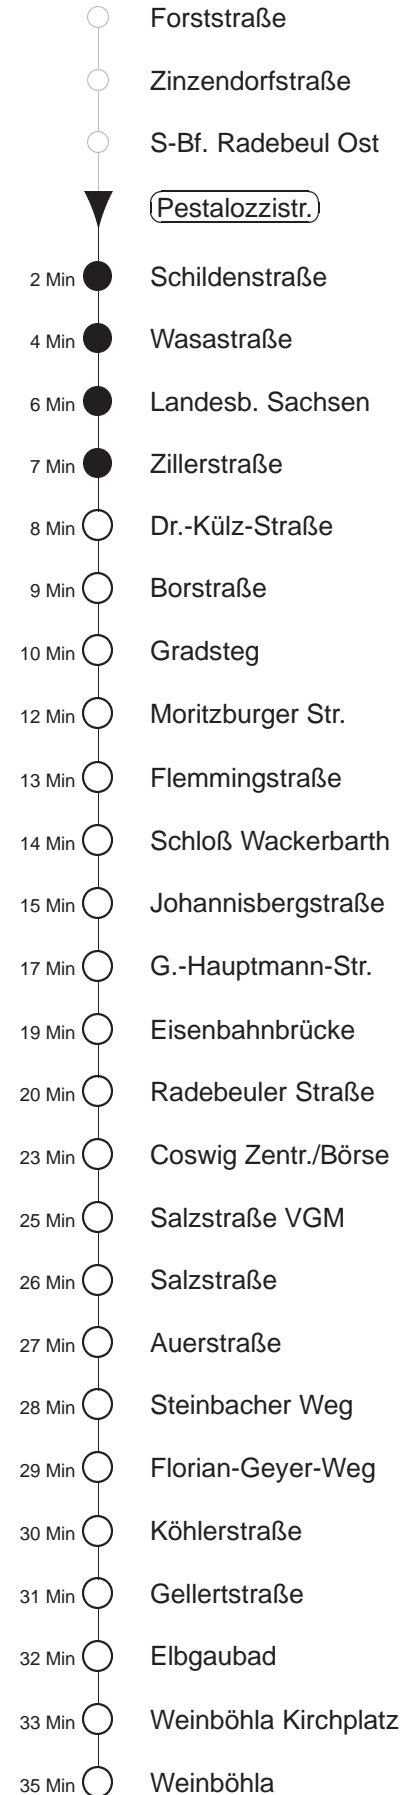 Forststraße
Zinzendorfstraße
S-Bf. Radebeul Ost
Pestalozzistr.
2 Min Schildenstraße
4 Min Wasastraße
6 Min Landesb. Sachsen
7 Min Zillerstraße
8 Min Dr.-Külz-Straße
9 Min Borstraße
10 Min Gradsteg
12 Min Moritzburger Str.
13 Min Flemmingstraße
14 Min Schloß Wackerbarth
15 Min Johannisbergstraße
17 Min G.-Hauptmann-Str.
19 Min Eisenbahnbrücke
20 Min Radebeuler Straße
23 Min Coswig Zentr./Börse
25 Min Salzstraße VGM
26 Min Salzstraße
27 Min Auerstraße
28 Min Steinbacher Weg
29 Min Florian-Geyer-Weg
30 Min Köhlerstraße
31 Min Gellertstraße
32 Min Elbgaubad
33 Min Weinböhla Kirchplatz
35 Min Weinböhla